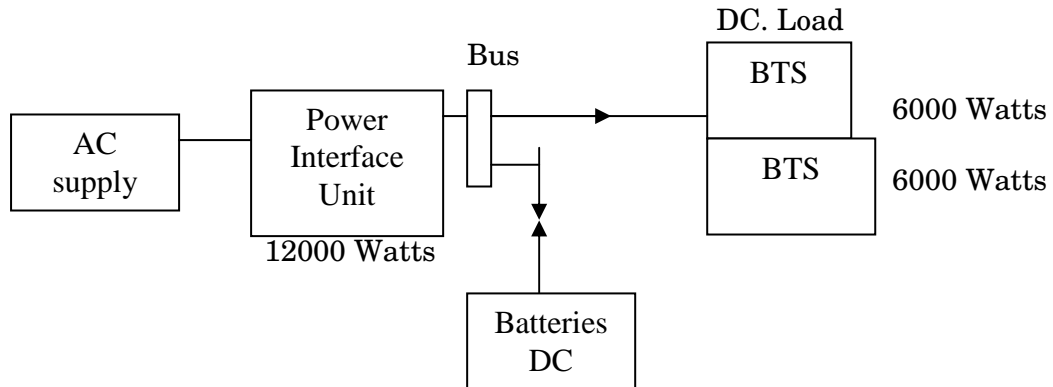 DC. Load
Bus
BTS
6000 Watts
AC
supply
Power
Interface
Unit
12000 Watts
BTS
6000 Watts
Batteries
DC